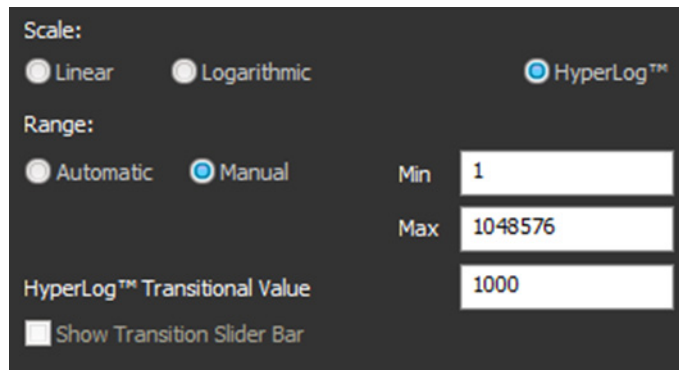 Scale:
Linear Logarithmic HyperLog™
Range:
Automatic Manual Min 1
Max 1048576
HyperLog™ Transitional Value 1000
Show Transition Slider Bar